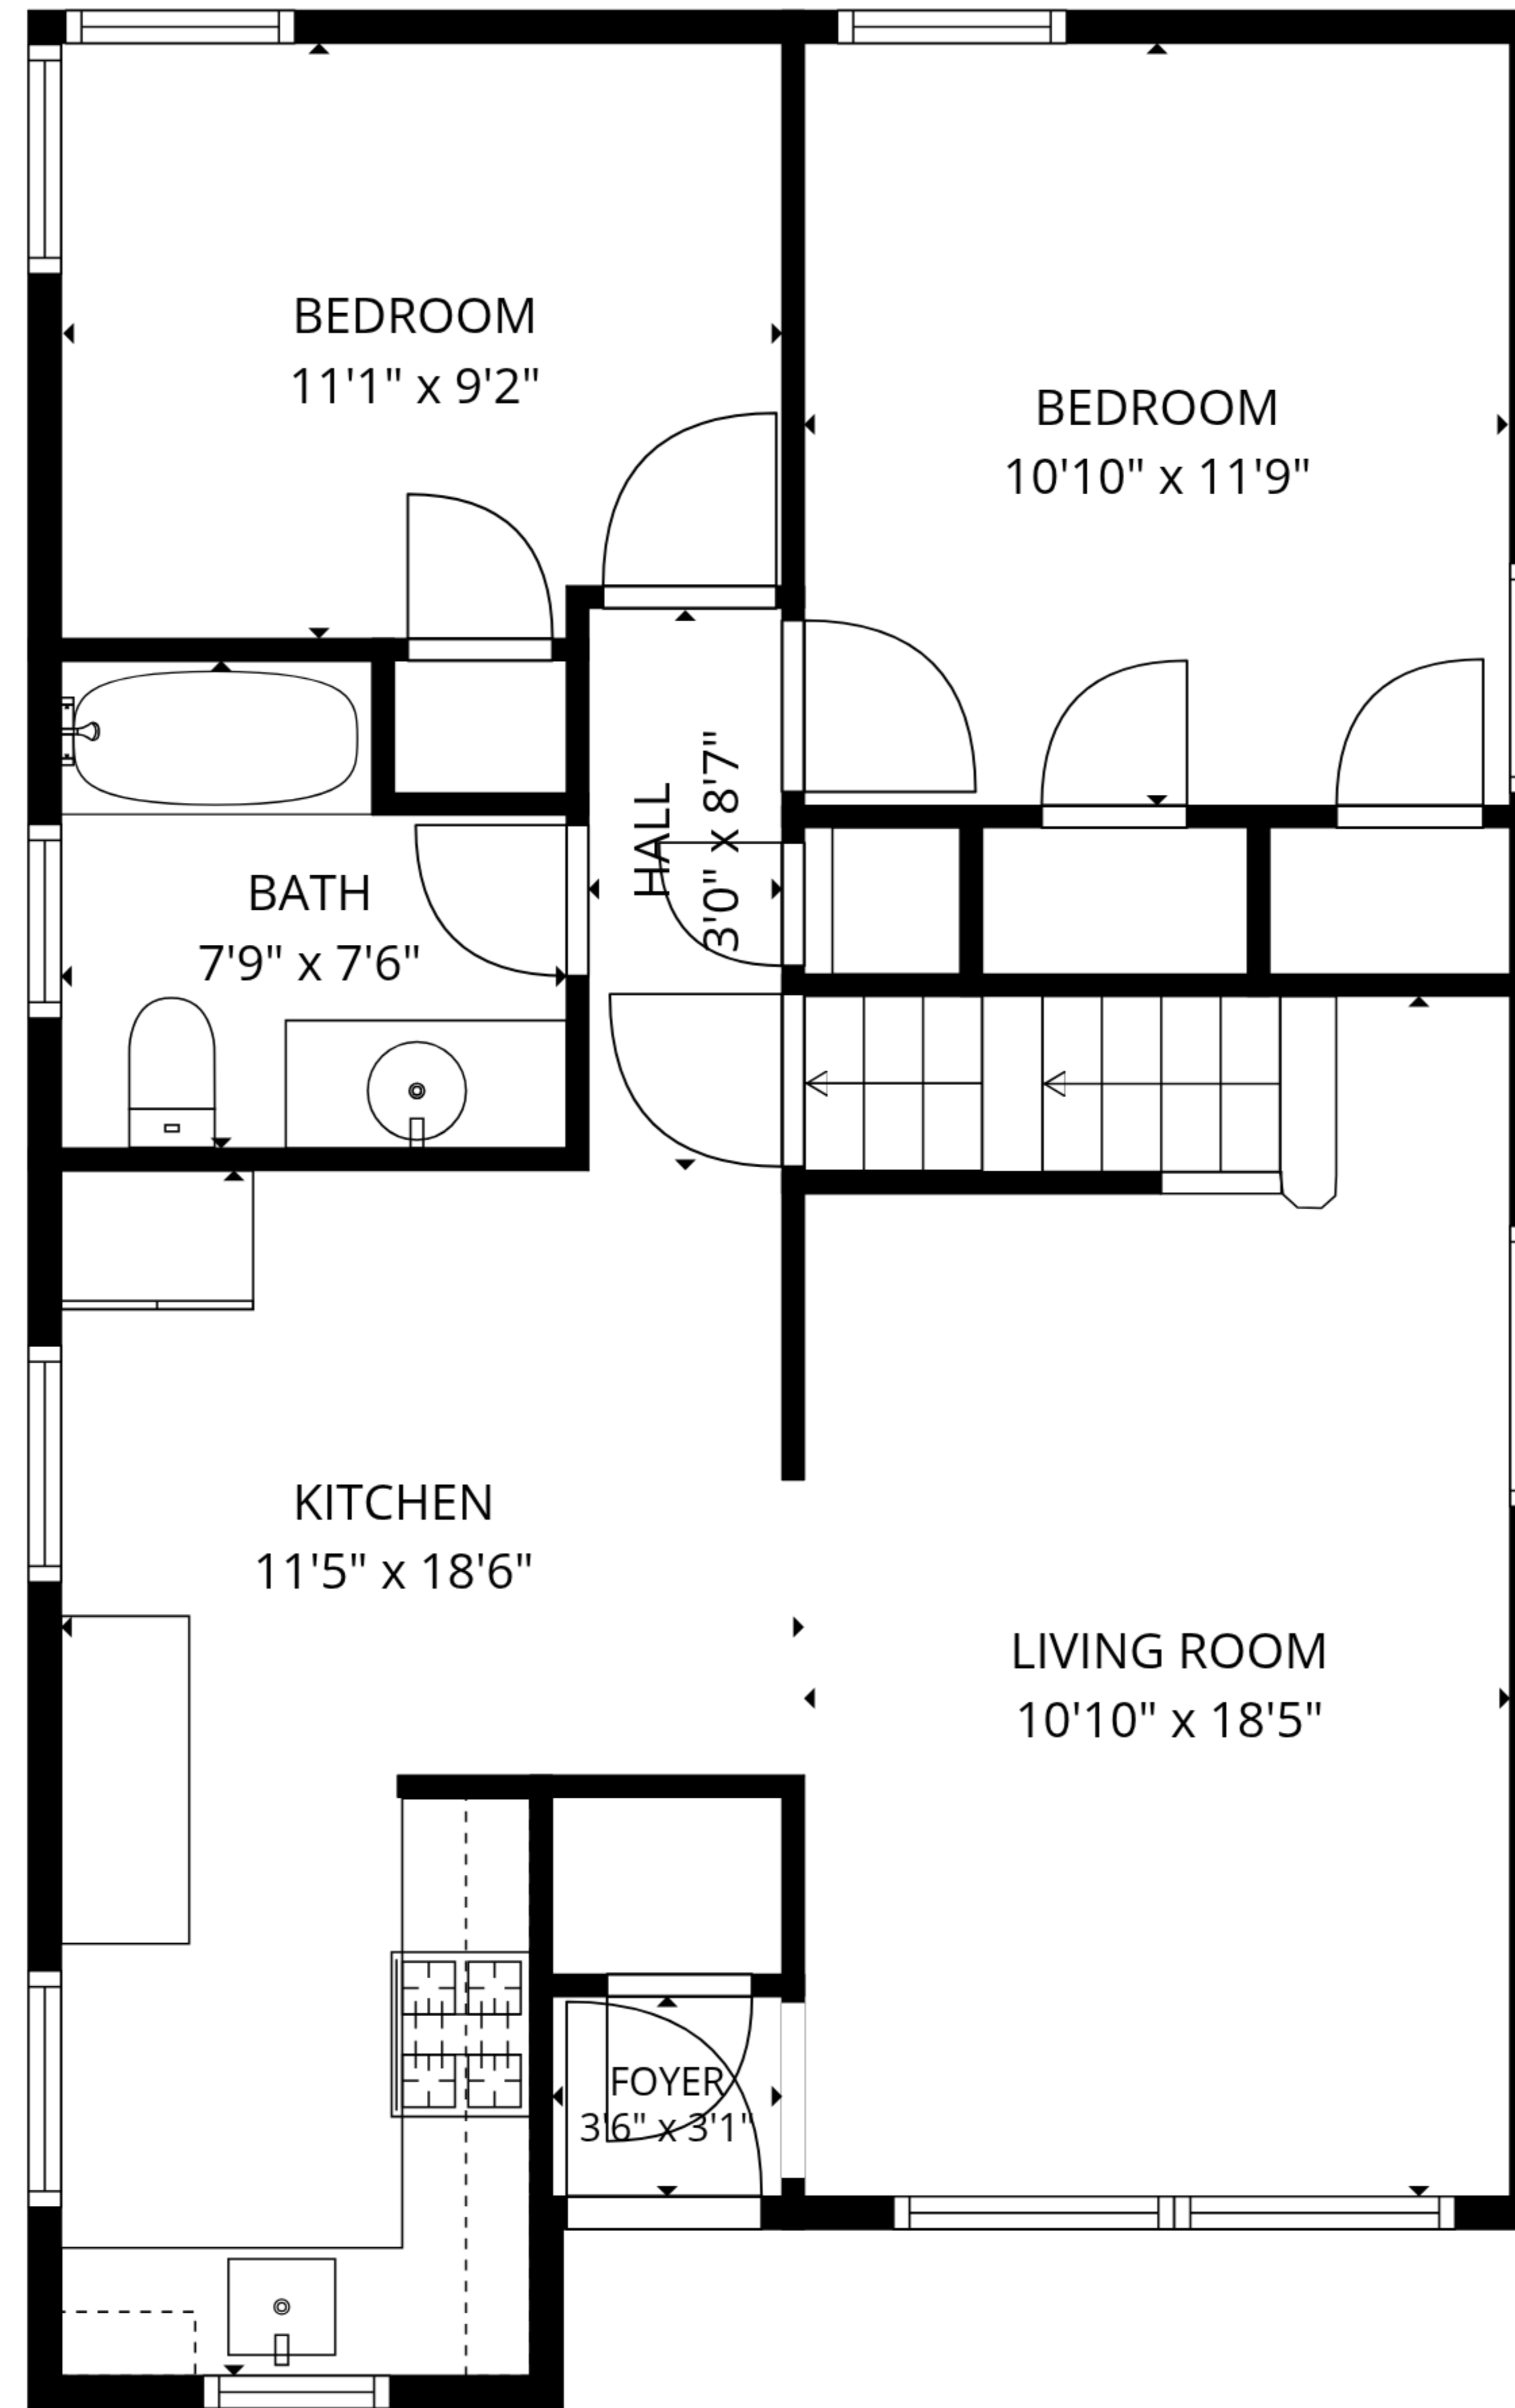 BEDROOM
11'1" x 9'2"
BEDROOM
10'10" x 11'9"
HALL
3'0" x 8'7"
BATH
7'9" x 7'6"
KITCHEN
11'5" x 18'6"
LIVING ROOM
10'10" x 18'5"
FOYER
3'6" x 3'1"